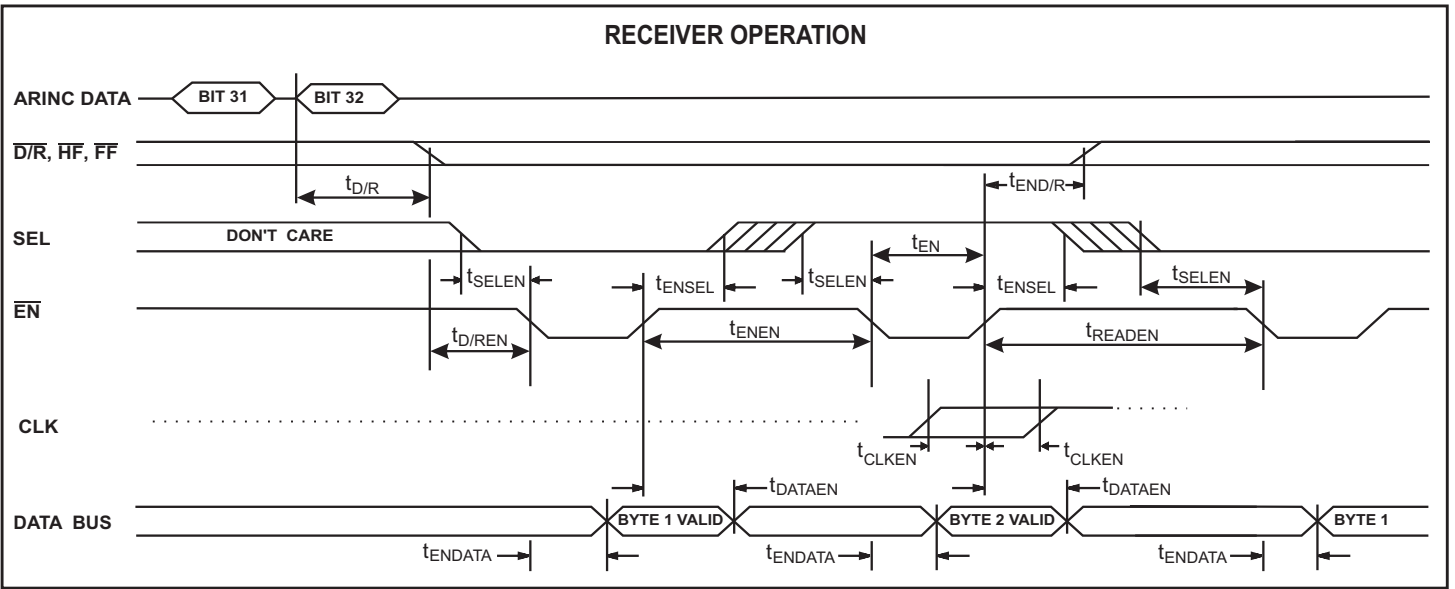 RECEIVER OPERATION
ARINC DATA BIT 31 BIT 32
D/R, HF, FF
tD/R tEND/R
SEL DON'T CARE tEN
tSELEN tENSEL tSELEN tENSEL tSELEN
EN
tD/REN tENEN tREADEN
CLK
tCLKEN tCLKEN
tDATAEN tDATAEN
DATA BUS BYTE 1 VALID BYTE 2 VALID BYTE 1
tENDATA tENDATA tENDATA